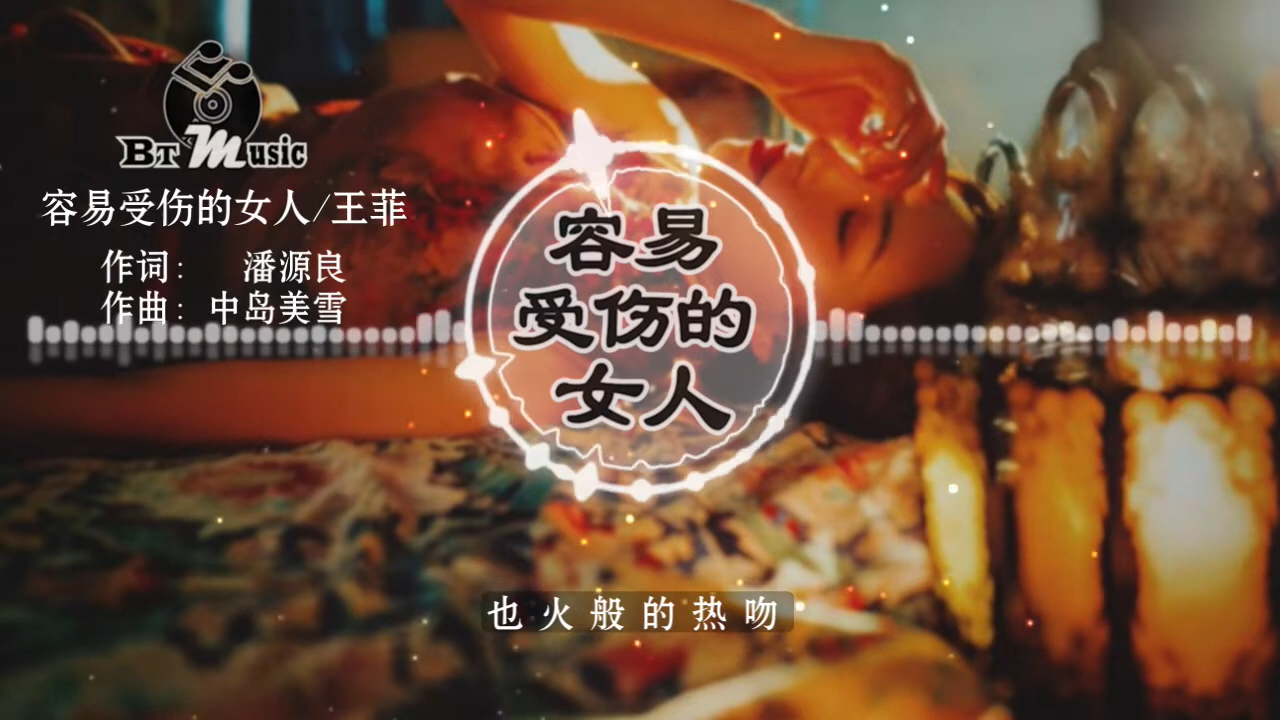 BT Music
容易受伤的女人/王菲
作词： 潘源良
作曲：中岛美雪
容易
受伤的
女人
也火般的热吻